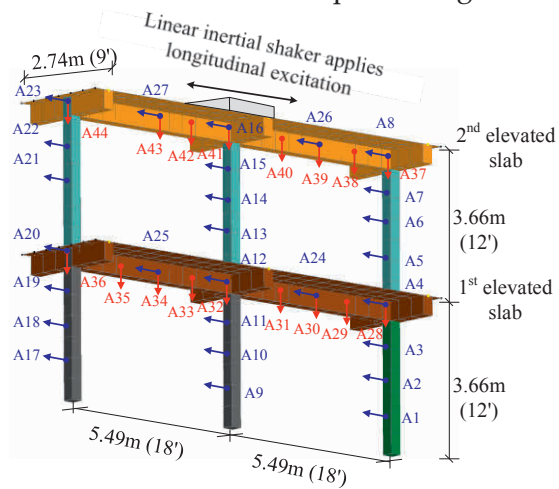 Linear inertial shaker applies
longitudinal excitation
2.74m (9')
A23
A27
A22
A44
A43
A42
A41
A16
A26
A8
2nd elevated
slab
A21
A15
A40
A39
A38
A37
A14
A7
A6
3.66m
(12')
A20
A25
A13
A24
A5
A12
A4
1st elevated
slab
A19
A36
A35
A34
A33
A32
A31
A30
A29
A28
A18
A11
A3
A17
A10
A2
3.66m
(12')
A9
A1
5.49m (18')
5.49m (18')